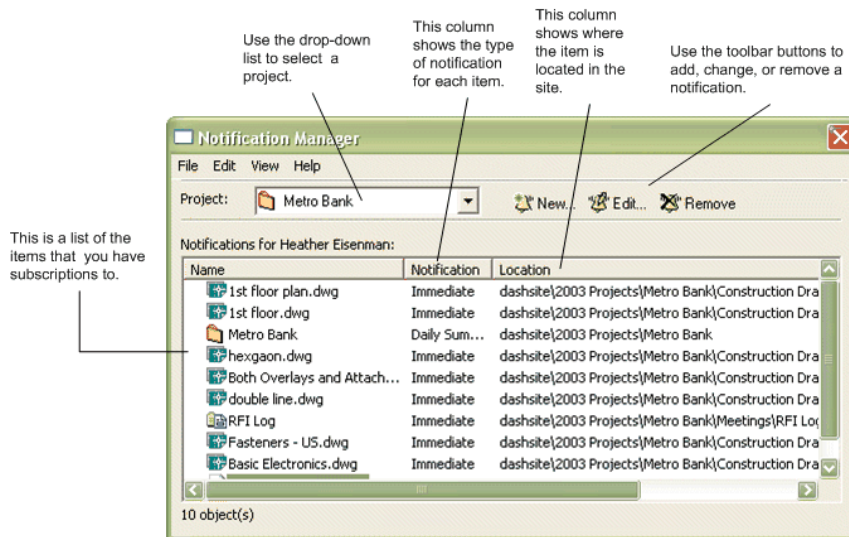 Use the drop-down
list to select a
project.
This column
shows the type
of notification
for each item.
This column
shows where
the item is
located in the
site.
Use the toolbar buttons to
add, change, or remove a
notification.
This is a list of the
items that you have
subscriptions to.
Notification Manager
File Edit View Help
Project: Metro Bank New... Edit... Remove
Notifications for Heather Eisenman:
Name Notification Location
1st floor plan.dwg Immediate dashsite\2003 Projects\Metro Bank\Construction Dra
1st floor.dwg Immediate dashsite\2003 Projects\Metro Bank\Construction Dra
Metro Bank Daily Sum... dashsite\2003 Projects\Metro Bank
hexgaon.dwg Immediate dashsite\2003 Projects\Metro Bank\Construction Dra
Both Overlays and Attach... Immediate dashsite\2003 Projects\Metro Bank\Construction Dra
double line.dwg Immediate dashsite\2003 Projects\Metro Bank\Construction Dra
RFI Log Immediate dashsite\2003 Projects\Metro Bank\Meetings\RFI Log
Fasteners - US.dwg Immediate dashsite\2003 Projects\Metro Bank\Construction Dra
Basic Electronics.dwg Immediate dashsite\2003 Projects\Metro Bank\Construction Dra
10 object(s)